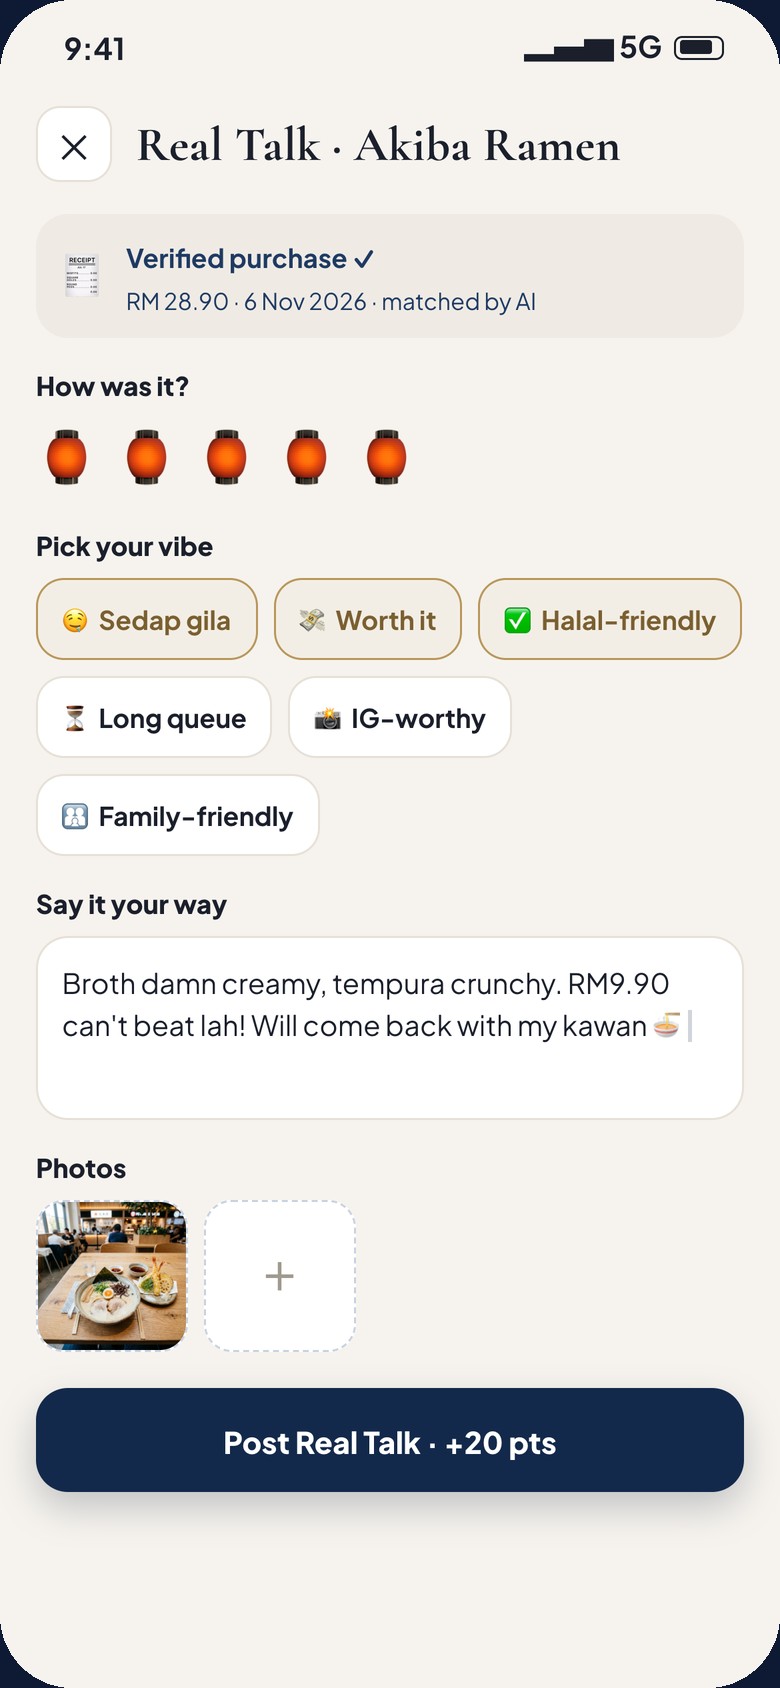 9:41
5G
Real Talk · Akiba Ramen
RECEIPT
Verified purchase ✓
RM 28.90 · 6 Nov 2026 · matched by AI
How was it?
Pick your vibe
🤤 Sedap gila
💸 Worth it
✅ Halal-friendly
⏳ Long queue
📸 IG-worthy
Family-friendly
Say it your way
Broth damn creamy, tempura crunchy. RM9.90
can't beat lah! Will come back with my kawan 🍜
Photos
+
Post Real Talk · +20 pts